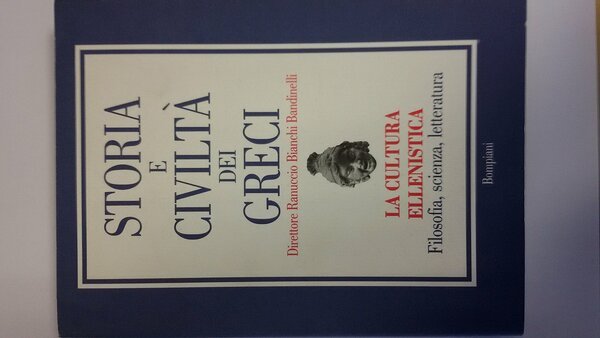 STORIA
E
CIVILTÀ
DEI
GRECI
Direttore Ranuccio Bianchi Bandinelli
LA CULTURA
ELLENISTICA
Filosofia, scienza, letteratura
Bompiani